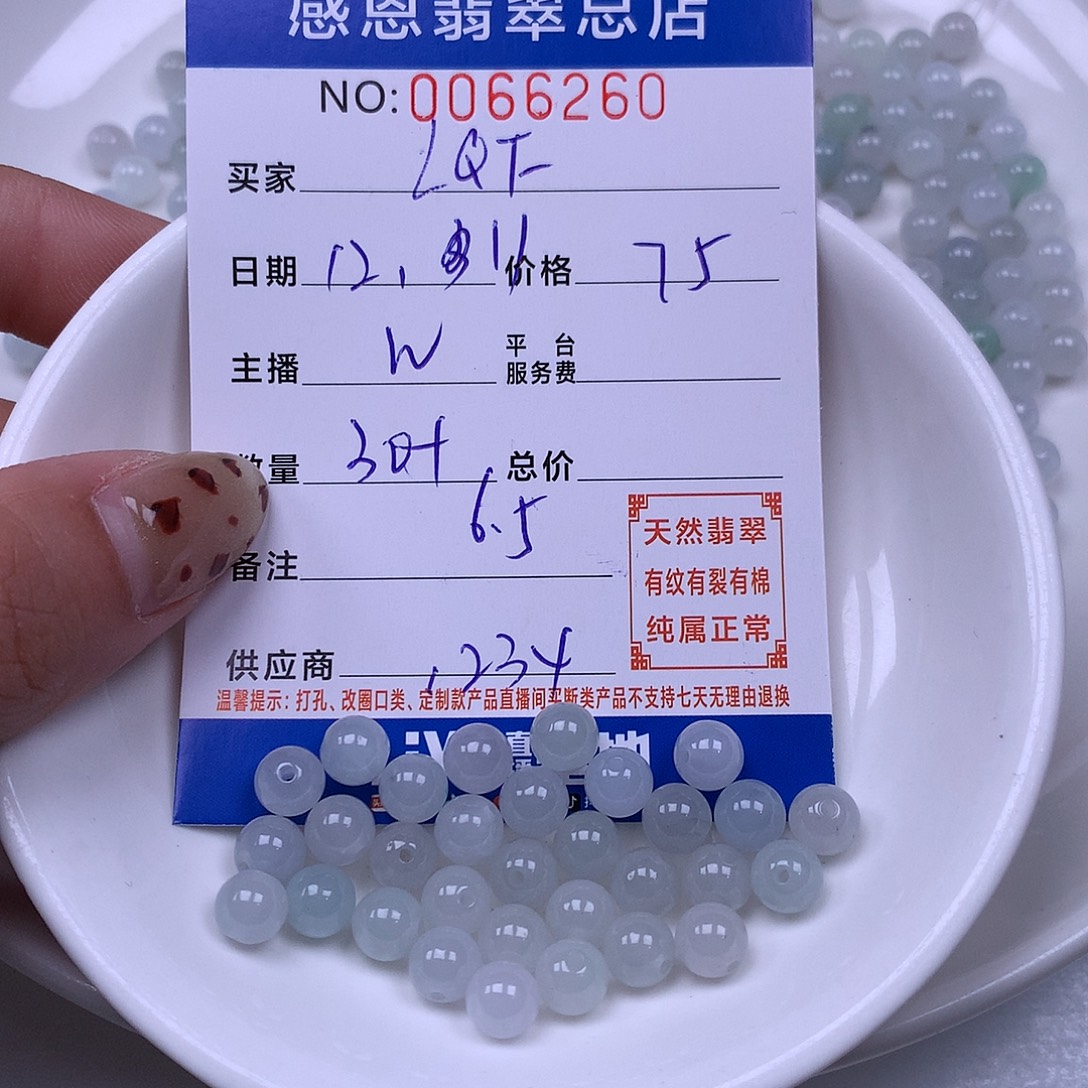 感恩翡翠总店
NO:0066260
买家 LQT
日期 12.11 价格 75
主播 W 平台服务费
数量 30+ 总价
6.5
备注
天然翡翠
有纹有裂有棉
纯属正常
供应商 .234
温馨提示：打孔、改圈口类、定制款产品直播间买断类产品不支持七天无理由退换